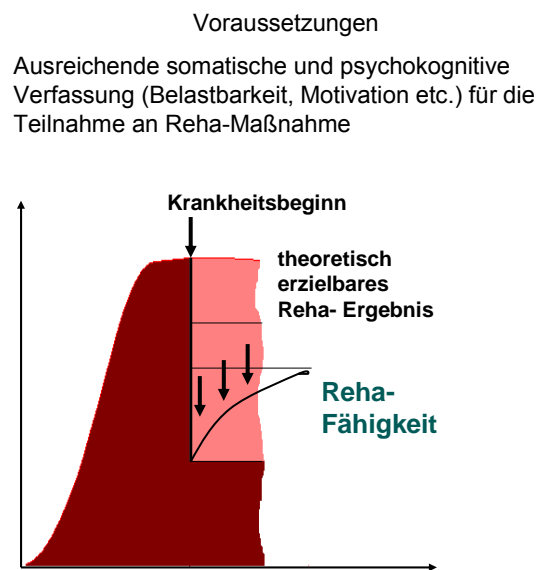 Voraussetzungen
Ausreichende somatische und psychokognitive
Verfassung (Belastbarkeit, Motivation etc.) für die
Teilnahme an Reha-Maßnahme
Krankheitsbeginn
theoretisch
erzielbares
Reha- Ergebnis
Reha-
Fähigkeit